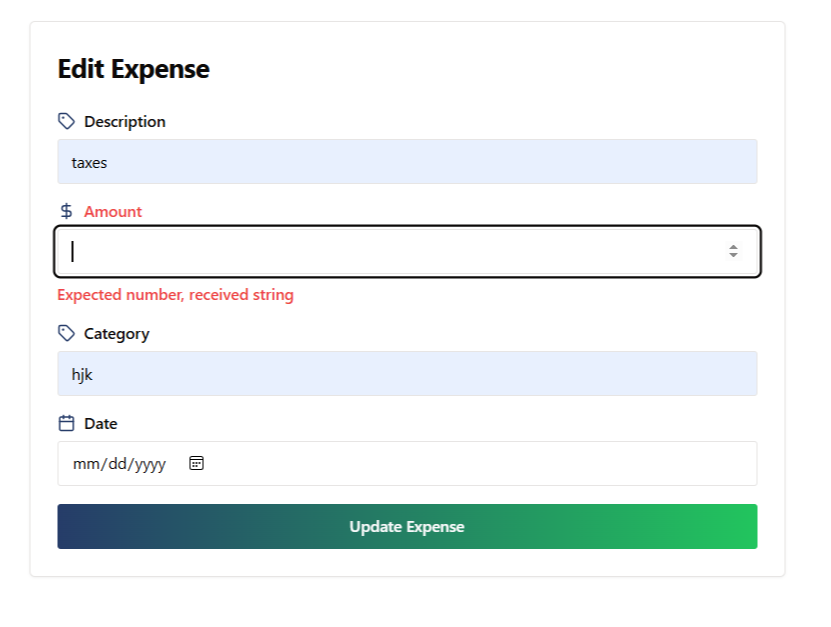 Edit Expense
Description
taxes
$ Amount
Expected number, received string
Category
hjk
Date
mm/dd/yyyy
Update Expense